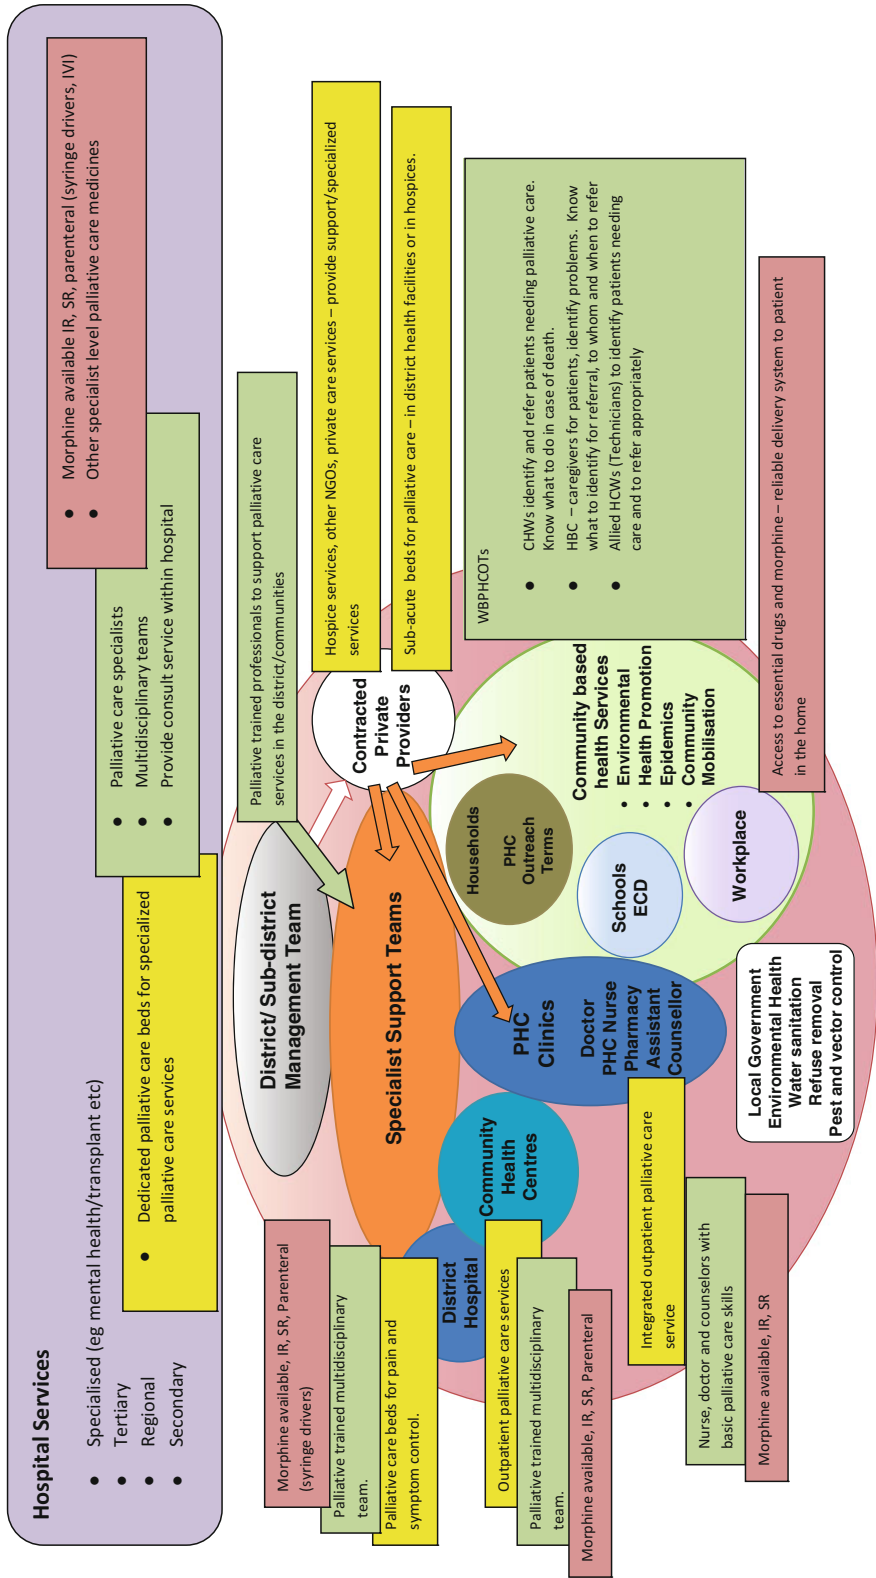 Hospital Services
• Specialised (eg mental health/transplant etc)
• Tertiary
• Regional
• Secondary
• Dedicated palliative care beds for specialized
palliative care services
• Palliative care specialists
• Multidisciplinary teams
• Provide consult service within hospital
• Morphine available IR, SR, parenteral (syringe drivers, IVI)
• Other specialist level palliative care medicines
Palliative trained professionals to support palliative care
services in the district/communities
Hospice services, other NGOs, private care services – provide support/specialized
services
Sub-acute beds for palliative care – in district health facilities or in hospices.
District/ Sub-district
Management Team
Contracted
Private
Providers
Specialist Support Teams
Morphine available, IR, SR, Parenteral
(syringe drivers)
Palliative trained multidisciplinary
team.
Palliative care beds for pain and
symptom control.
District
Hospital
Community
Health
Centres
Outpatient palliative care services
Palliative trained multidisciplinary
team.
Morphine available, IR, SR, Parenteral
PHC
Clinics
Doctor
PHC Nurse
Pharmacy
Assistant
Counsellor
Integrated outpatient palliative care
service
Nurse, doctor and counselors with
basic palliative care skills
Morphine available, IR, SR
Households
PHC
Outreach
Terms
Community based
health Services
• Environmental
• Health Promotion
• Epidemics
• Community
Mobilisation
Schools
ECD
Workplace
WBPHCOTs
• CHWs identify and refer patients needing palliative care.
Know what to do in case of death.
• HBC – caregivers for patients, identify problems. Know
what to identify for referral, to whom and when to refer
• Allied HCWs (Technicians) to identify patients needing
care and to refer appropriately
Access to essential drugs and morphine – reliable delivery system to patient
in the home
Local Government
Environmental Health
Water sanitation
Refuse removal
Pest and vector control